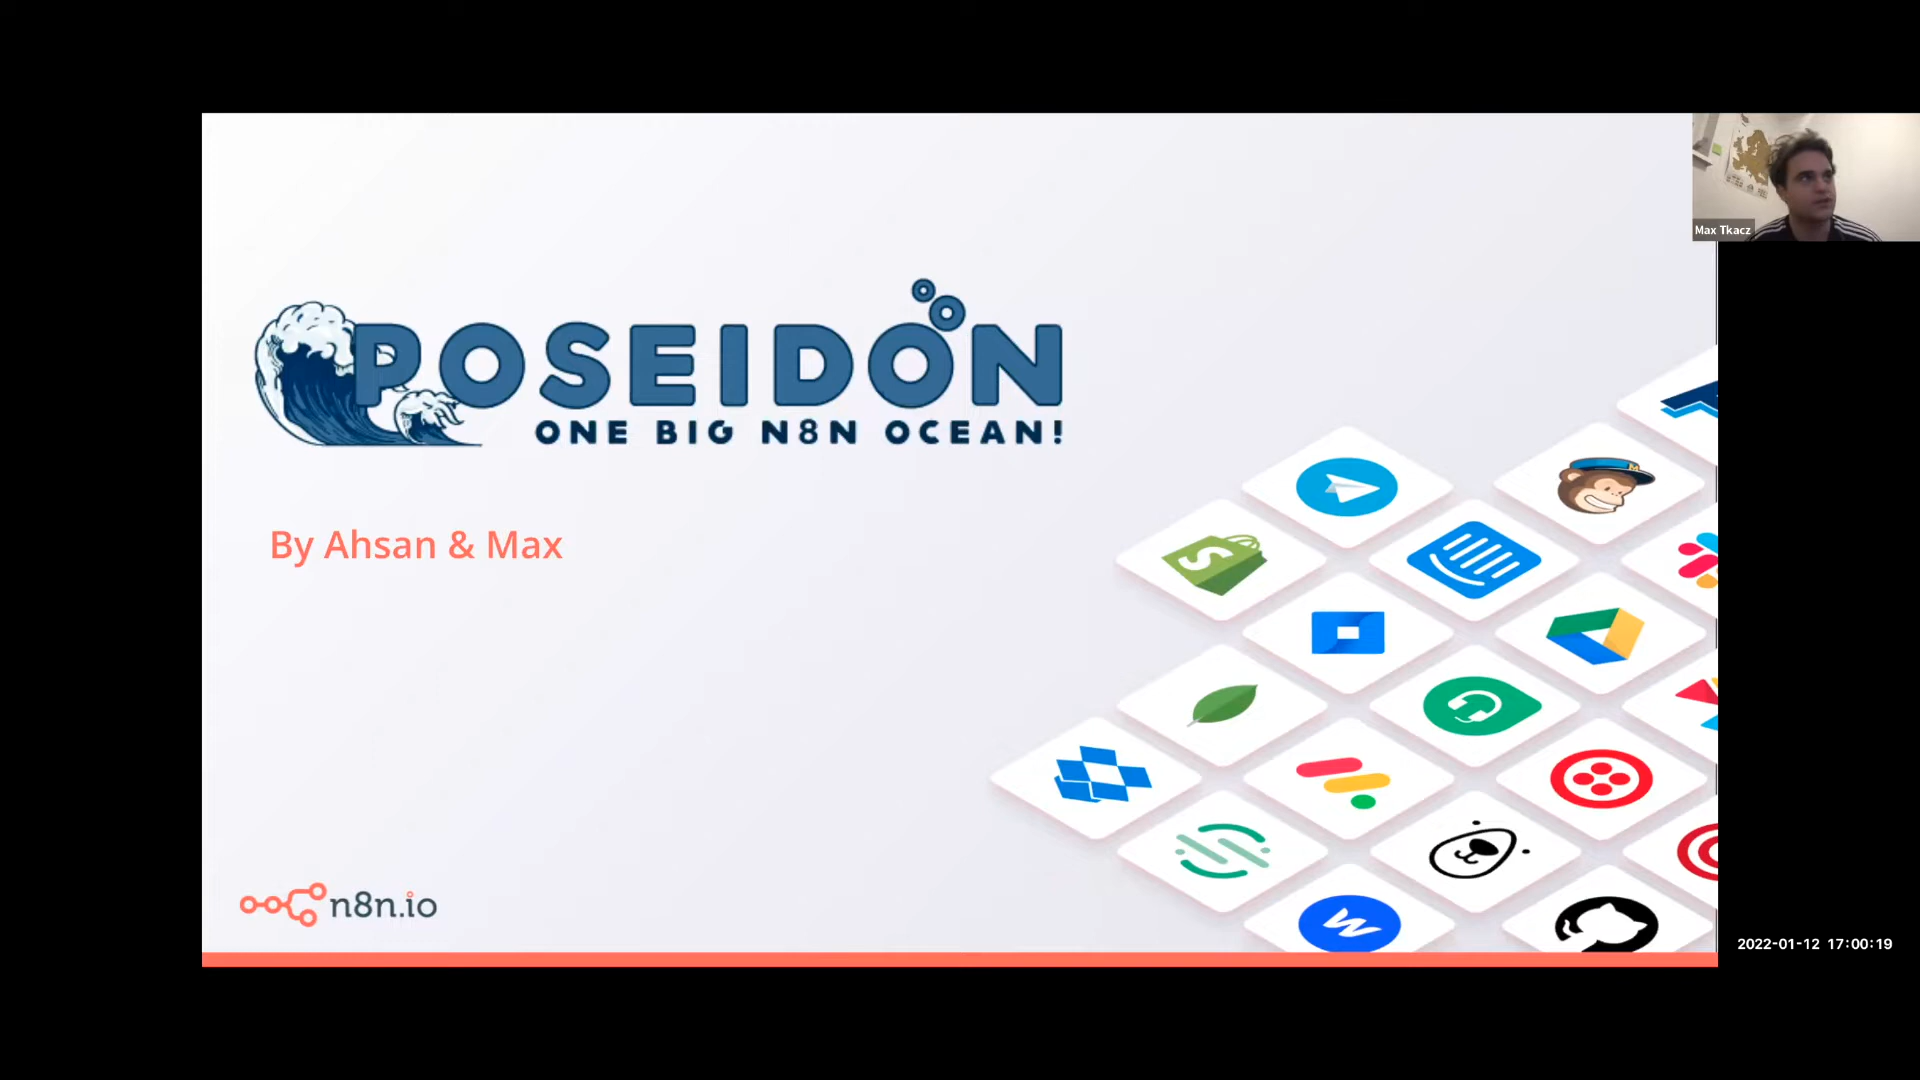 Max Tkacz
POSEIDON
ONE BIG N8N OCEAN!
By Ahsan & Max
n8n.io
2022-01-12 17:00:19